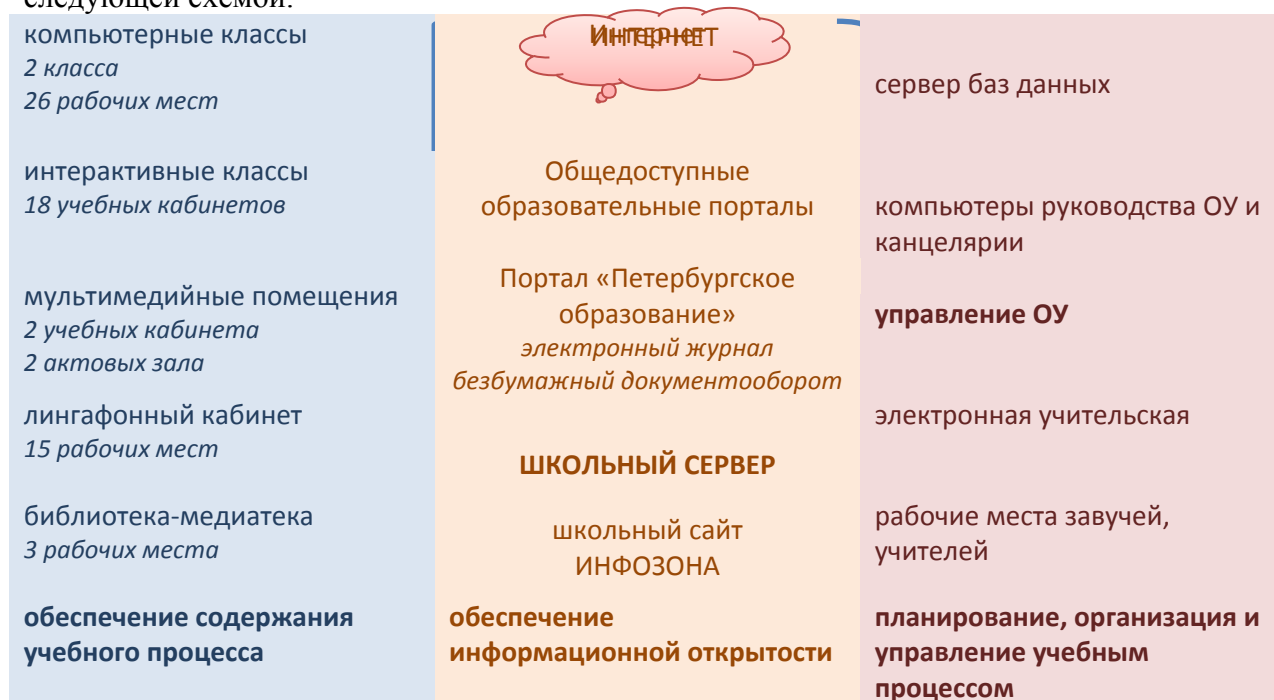 следующей схемой:
компьютерные классы
2 класса
26 рабочих мест
интерактивные классы
18 учебных кабинетов
мультимедийные помещения
2 учебных кабинета
2 актовых зала
лингафонный кабинет
15 рабочих мест
библиотека-медиатека
3 рабочих места
обеспечение содержания
учебного процесса
ИНТЕРНЕТ
Общедоступные
образовательные порталы
Портал «Петербургское
образование»
электронный журнал
безбумажный документооборот
ШКОЛЬНЫЙ СЕРВЕР
школьный сайт
ИНФОЗОНА
обеспечение
информационной открытости
сервер баз данных
компьютеры руководства ОУ и
канцелярии
управление ОУ
электронная учительская
рабочие места завучей,
учителей
планирование, организация и
управление учебным
процессом